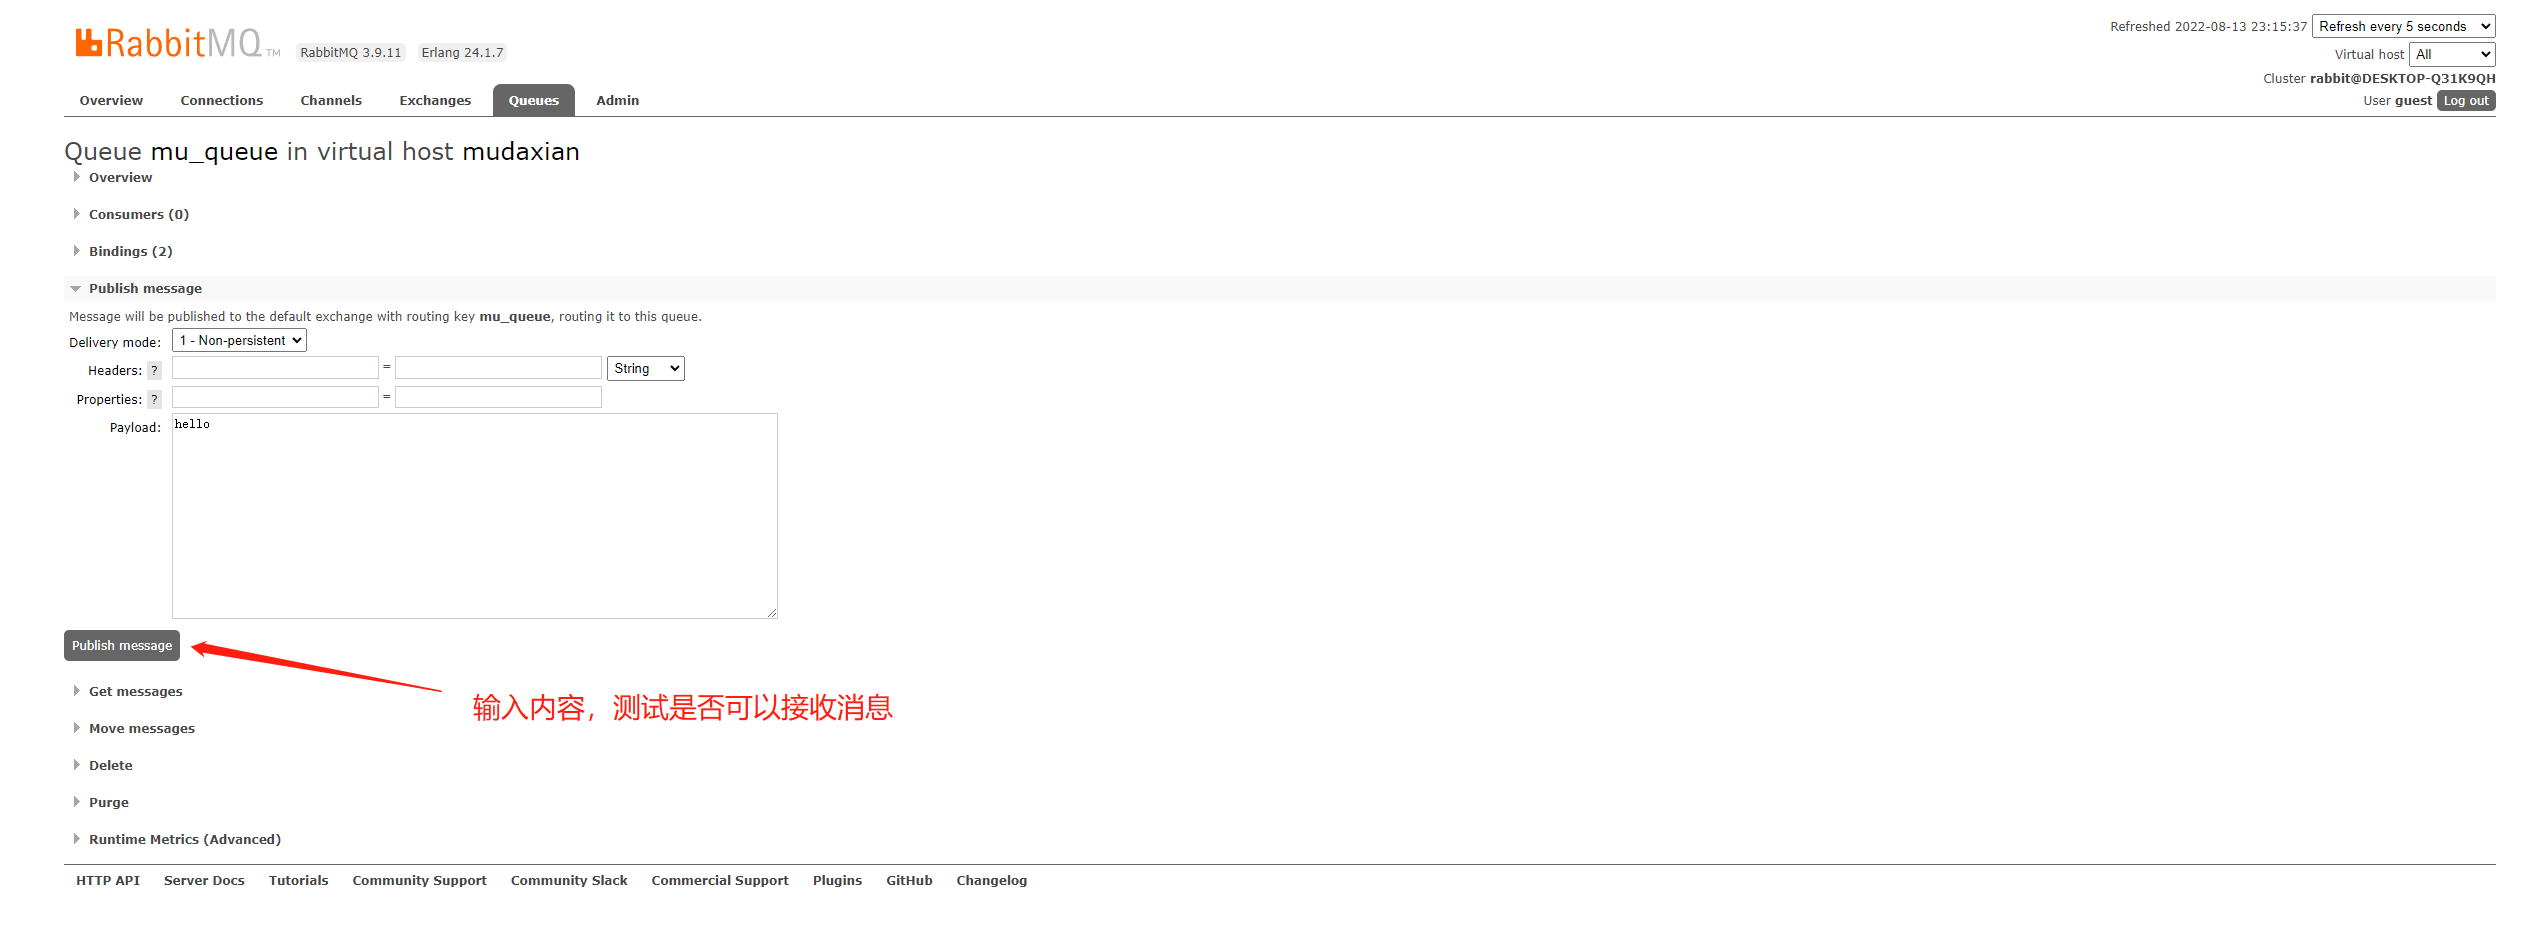 RabbitMQ TM RabbitMQ 3.9.11 Erlang 24.1.7
Refreshed 2022-08-13 23:15:37 Refresh every 5 seconds
Virtual host All
Cluster rabbit@DESKTOP-Q31K9QH
User guest Log out
Overview Connections Channels Exchanges Queues Admin
Queue mu_queue in virtual host mudaxian
Overview
Consumers (0)
Bindings (2)
Publish message
Message will be published to the default exchange with routing key mu_queue, routing it to this queue.
Delivery mode: 1 - Non-persistent
Headers: ? = String
Properties: ? =
Payload: hello
Publish message
输入内容，测试是否可以接收消息
Get messages
Move messages
Delete
Purge
Runtime Metrics (Advanced)
HTTP API Server Docs Tutorials Community Support Community Slack Commercial Support Plugins GitHub Changelog